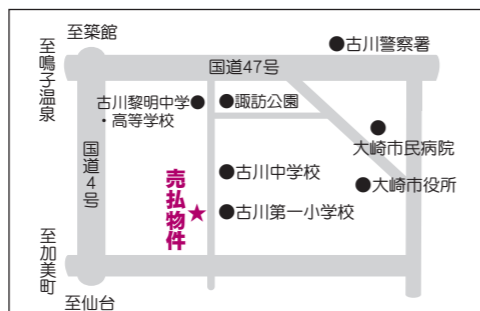 至築館
至鳴子温泉
国道47号
●古川警察署
古川黎明中学●
・高等学校
●諏訪公園
●
大崎市民病院
国道4号
●古川中学校
●大崎市役所
売払物件
★
●古川第一小学校
至加美町
至仙台